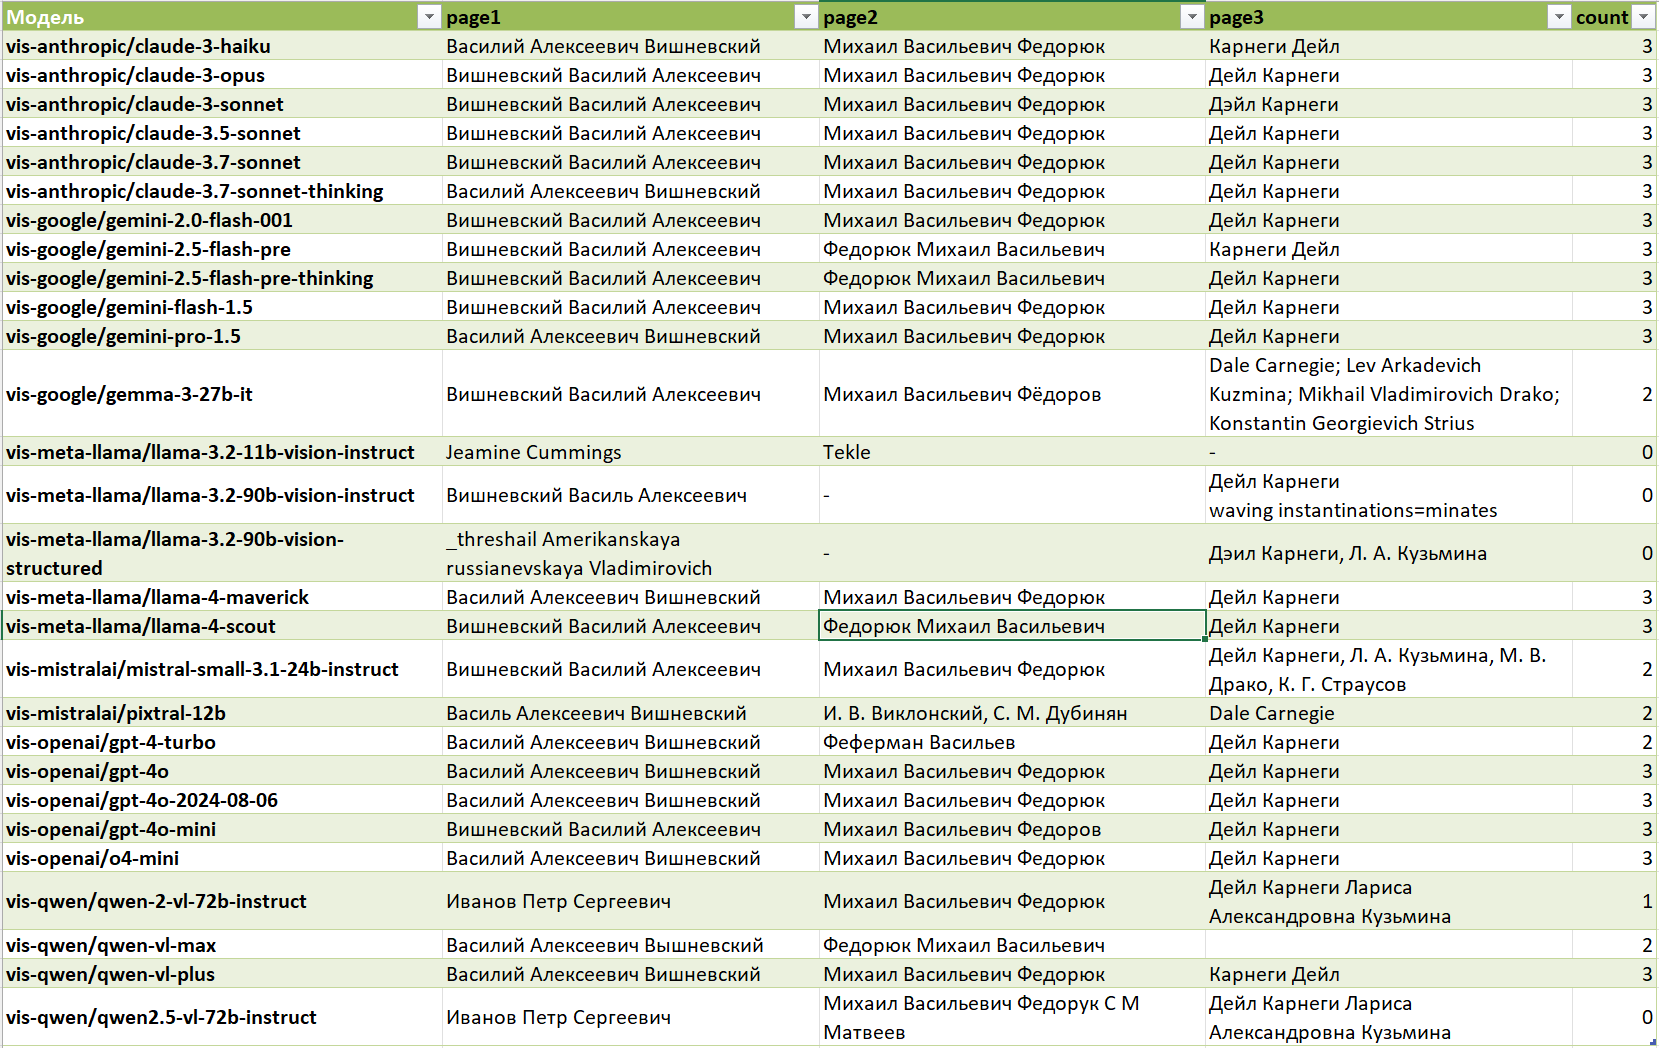 Модель page1 page2 page3 count
vis-anthropic/claude-3-haiku Василий Алексеевич Вишневский Михаил Васильевич Федорюк Карнеги Дейл 3
vis-anthropic/claude-3-opus Вишневский Василий Алексеевич Михаил Васильевич Федорюк Дейл Карнеги 3
vis-anthropic/claude-3-sonnet Вишневский Василий Алексеевич Михаил Васильевич Федорюк Дэйл Карнеги 3
vis-anthropic/claude-3.5-sonnet Вишневский Василий Алексеевич Михаил Васильевич Федорюк Дейл Карнеги 3
vis-anthropic/claude-3.7-sonnet Вишневский Василий Алексеевич Михаил Васильевич Федорюк Дейл Карнеги 3
vis-anthropic/claude-3.7-sonnet-thinking Василий Алексеевич Вишневский Михаил Васильевич Федорюк Дейл Карнеги 3
vis-google/gemini-2.0-flash-001 Вишневский Василий Алексеевич Михаил Васильевич Федорюк Дейл Карнеги 3
vis-google/gemini-2.5-flash-pre Вишневский Василий Алексеевич Федорюк Михаил Васильевич Карнеги Дейл 3
vis-google/gemini-2.5-flash-pre-thinking Вишневский Василий Алексеевич Федорюк Михаил Васильевич Дейл Карнеги 3
vis-google/gemini-flash-1.5 Вишневский Василий Алексеевич Михаил Васильевич Федорюк Дейл Карнеги 3
vis-google/gemini-pro-1.5 Василий Алексеевич Вишневский Михаил Васильевич Федорюк Дейл Карнеги 3
Dale Carnegie; Lev Arkadevich
vis-google/gemma-3-27b-it Вишневский Василий Алексеевич Михаил Васильевич Фёдоров Kuzmina; Mikhail Vladimirovich Drako; 2
Konstantin Georgievich Strius
vis-meta-llama/llama-3.2-11b-vision-instruct Jeamine Cummings Tekle - 0
vis-meta-llama/llama-3.2-90b-vision-instruct Вишневский Василь Алексеевич - Дейл Карнеги 0
waving instantinations=minates
vis-meta-llama/llama-3.2-90b-vision- _threshail Amerikanskaya - Дэил Карнеги, Л. А. Кузьмина 0
structured russianevskaya Vladimirovich
vis-meta-llama/llama-4-maverick Василий Алексеевич Вишневский Михаил Васильевич Федорюк Дейл Карнеги 3
vis-meta-llama/llama-4-scout Вишневский Василий Алексеевич Федорюк Михаил Васильевич Дейл Карнеги 3
vis-mistralai/mistral-small-3.1-24b-instruct Вишневский Василий Алексеевич Михаил Васильевич Федорюк Дейл Карнеги, Л. А. Кузьмина, М. В. 2
Драко, К. Г. Страусов
vis-mistralai/pixtral-12b Василь Алексеевич Вишневский И. В. Виклонский, С. М. Дубинян Dale Carnegie 2
vis-openai/gpt-4-turbo Василий Алексеевич Вишневский Феферман Васильев Дейл Карнеги 2
vis-openai/gpt-4o Василий Алексеевич Вишневский Михаил Васильевич Федорюк Дейл Карнеги 3
vis-openai/gpt-4o-2024-08-06 Василий Алексеевич Вишневский Михаил Васильевич Федорюк Дейл Карнеги 3
vis-openai/gpt-4o-mini Вишневский Василий Алексеевич Михаил Васильевич Федоров Дейл Карнеги 3
vis-openai/o4-mini Василий Алексеевич Вишневский Михаил Васильевич Федорюк Дейл Карнеги 3
vis-qwen/qwen-2-vl-72b-instruct Иванов Петр Сергеевич Михаил Васильевич Федорюк Дейл Карнеги Лариса 1
Александровна Кузьмина
vis-qwen/qwen-vl-max Василий Алексеевич Вышневский Федорюк Михаил Васильевич 2
vis-qwen/qwen-vl-plus Василий Алексеевич Вишневский Михаил Васильевич Федорюк Карнеги Дейл 3
vis-qwen/qwen2.5-vl-72b-instruct Иванов Петр Сергеевич Михаил Васильевич Федорук С М Дейл Карнеги Лариса 0
Матвеев Александровна Кузьмина